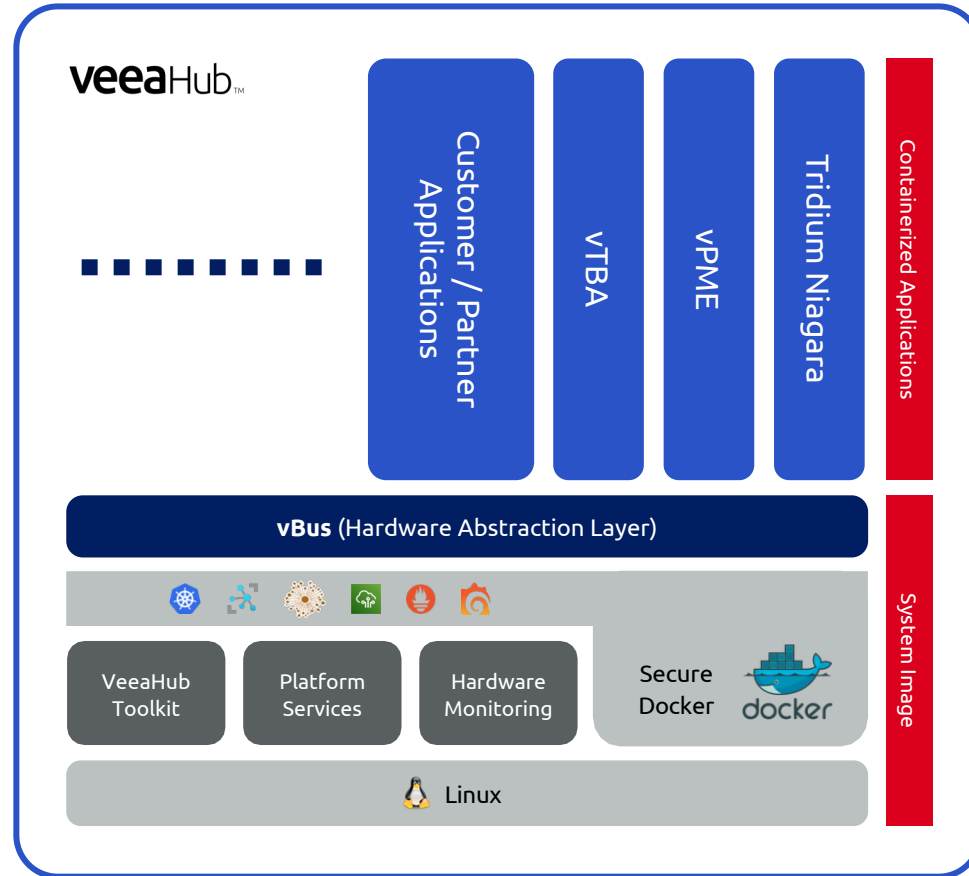 veeaHub™
Customer / Partner
Applications
vTBA
vPME
Tridium Niagara
Containerized Applications
vBus (Hardware Abstraction Layer)
VeeaHub
Toolkit
Platform
Services
Hardware
Monitoring
Secure
Docker
docker
System Image
Linux